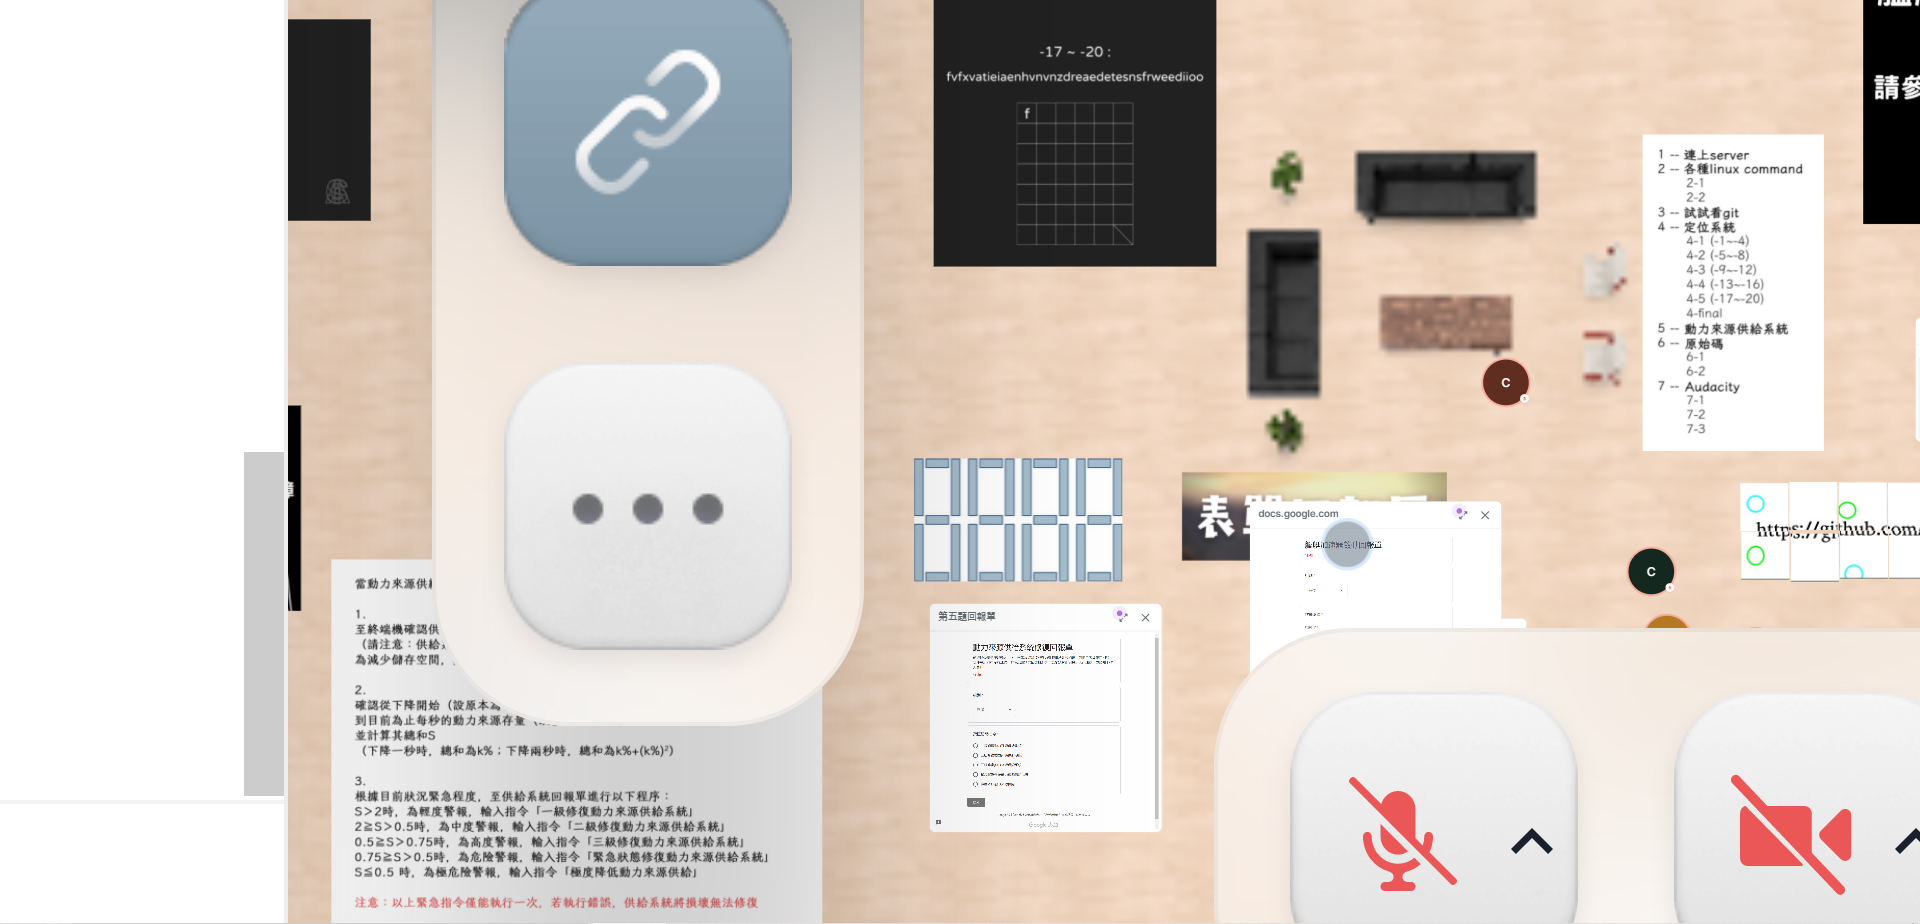 -17 ~ -20 :
fvfxvatieiaenhvnvnzdreaedetesnsfrweediioo
f
請參
1 -- 連上server
2 -- 各種linux command
2-1
2-2
3 -- 試試看git
4 -- 定位系統
4-1 (-1~-4)
4-2 (-5~-8)
4-3 (-9~-12)
4-4 (-13~-16)
4-5 (-17~-20)
4-final
5 -- 動力來源供給系統
6 -- 原始碼
6-1
6-2
7 -- Audacity
7-1
7-2
7-3
C
C
https://github.com/
表
docs.google.com
第五題回報單
動力來源供給系統修復回報單
當動力來源供
1.
至終端機確認供
（請注意：供給
為減少儲存空間，
2.
確認從下降開始（設原本為
到目前為止每秒的動力來源存量
並計算其總和S
（下降一秒時，總和為k%；下降兩秒時，總和為k%+(k%)²）
3.
根據目前狀況緊急程度，至供給系統回報單進行以下程序：
S＞2時，為輕度警報，輸入指令「一級修復動力來源供給系統」
2≧S＞0.5時，為中度警報，輸入指令「二級修復動力來源供給系統」
0.5≧S＞0.75時，為高度警報，輸入指令「三級修復動力來源供給系統」
0.75≧S＞0.5時，為危險警報，輸入指令「緊急狀態修復動力來源供給系統」
S≦0.5 時，為極危險警報，輸入指令「極度降低動力來源供給」
注意：以上緊急指令僅能執行一次，若執行錯誤，供給系統將損壞無法修復